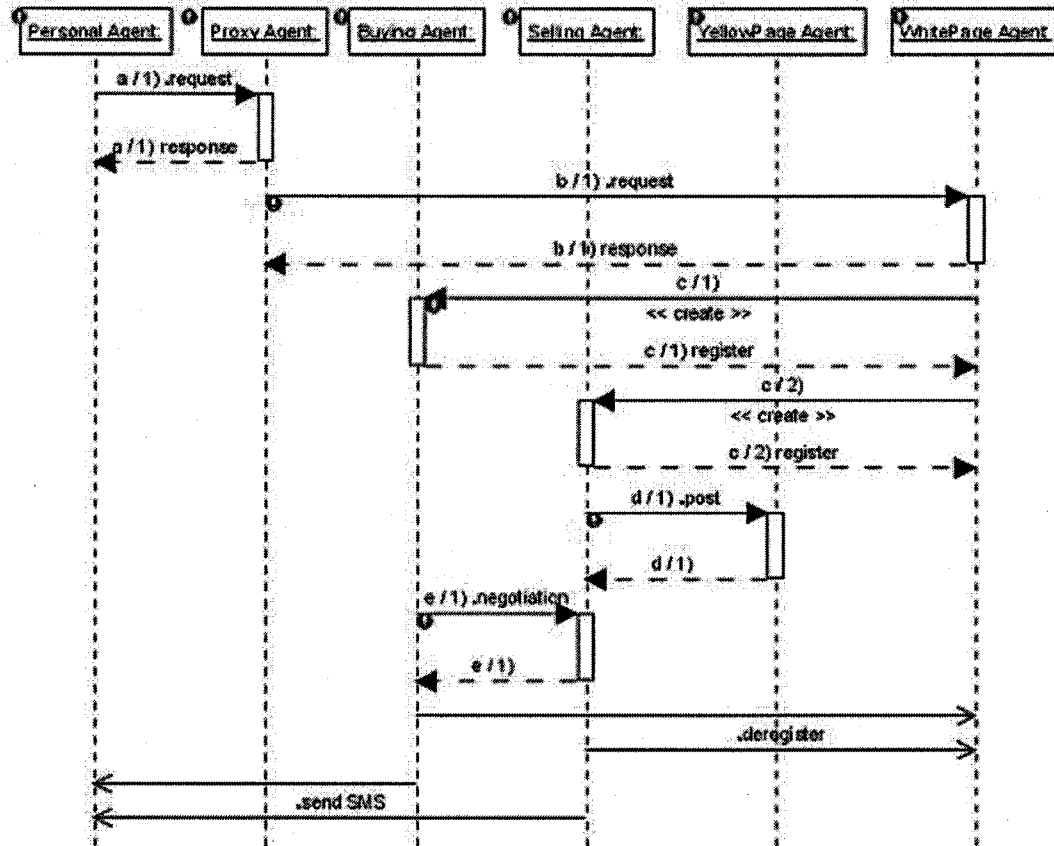 Personal Agent: Proxy Agent: Buying Agent: Selling Agent: YellowPage Agent: WhitePage Agent:
a / 1) .request
a / 1) response
b / 1) .request
b / 1) response
c / 1)
<< create >>
c / 1) register
c / 2)
<< create >>
c / 2) register
d / 1) .post
d / 1)
e / 1) .negotiation
e / 1)
.deregister
.send SMS